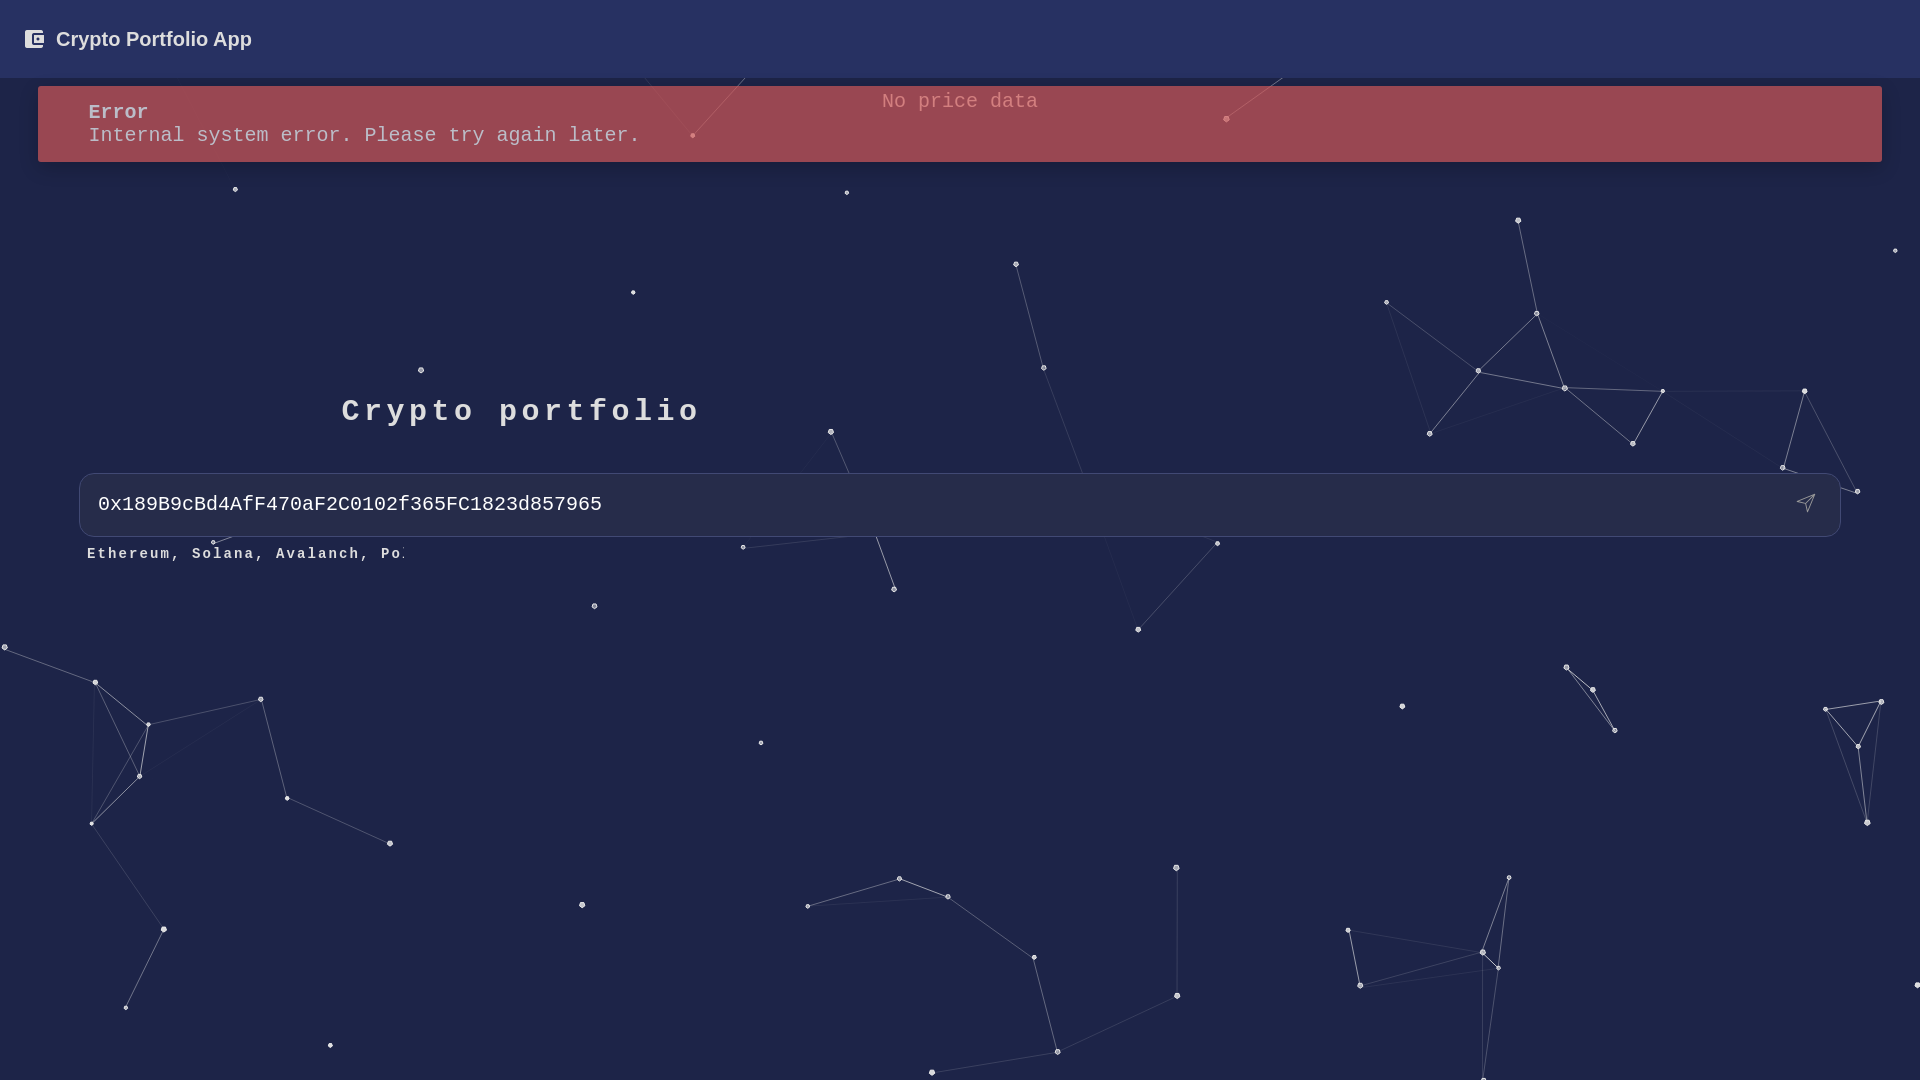 Crypto Portfolio App
No price data
Error
Internal system error. Please try again later.
Crypto portfolio
0x189B9cBd4AfF470aF2C0102f365FC1823d857965
Ethereum, Solana, Avalanch, Po